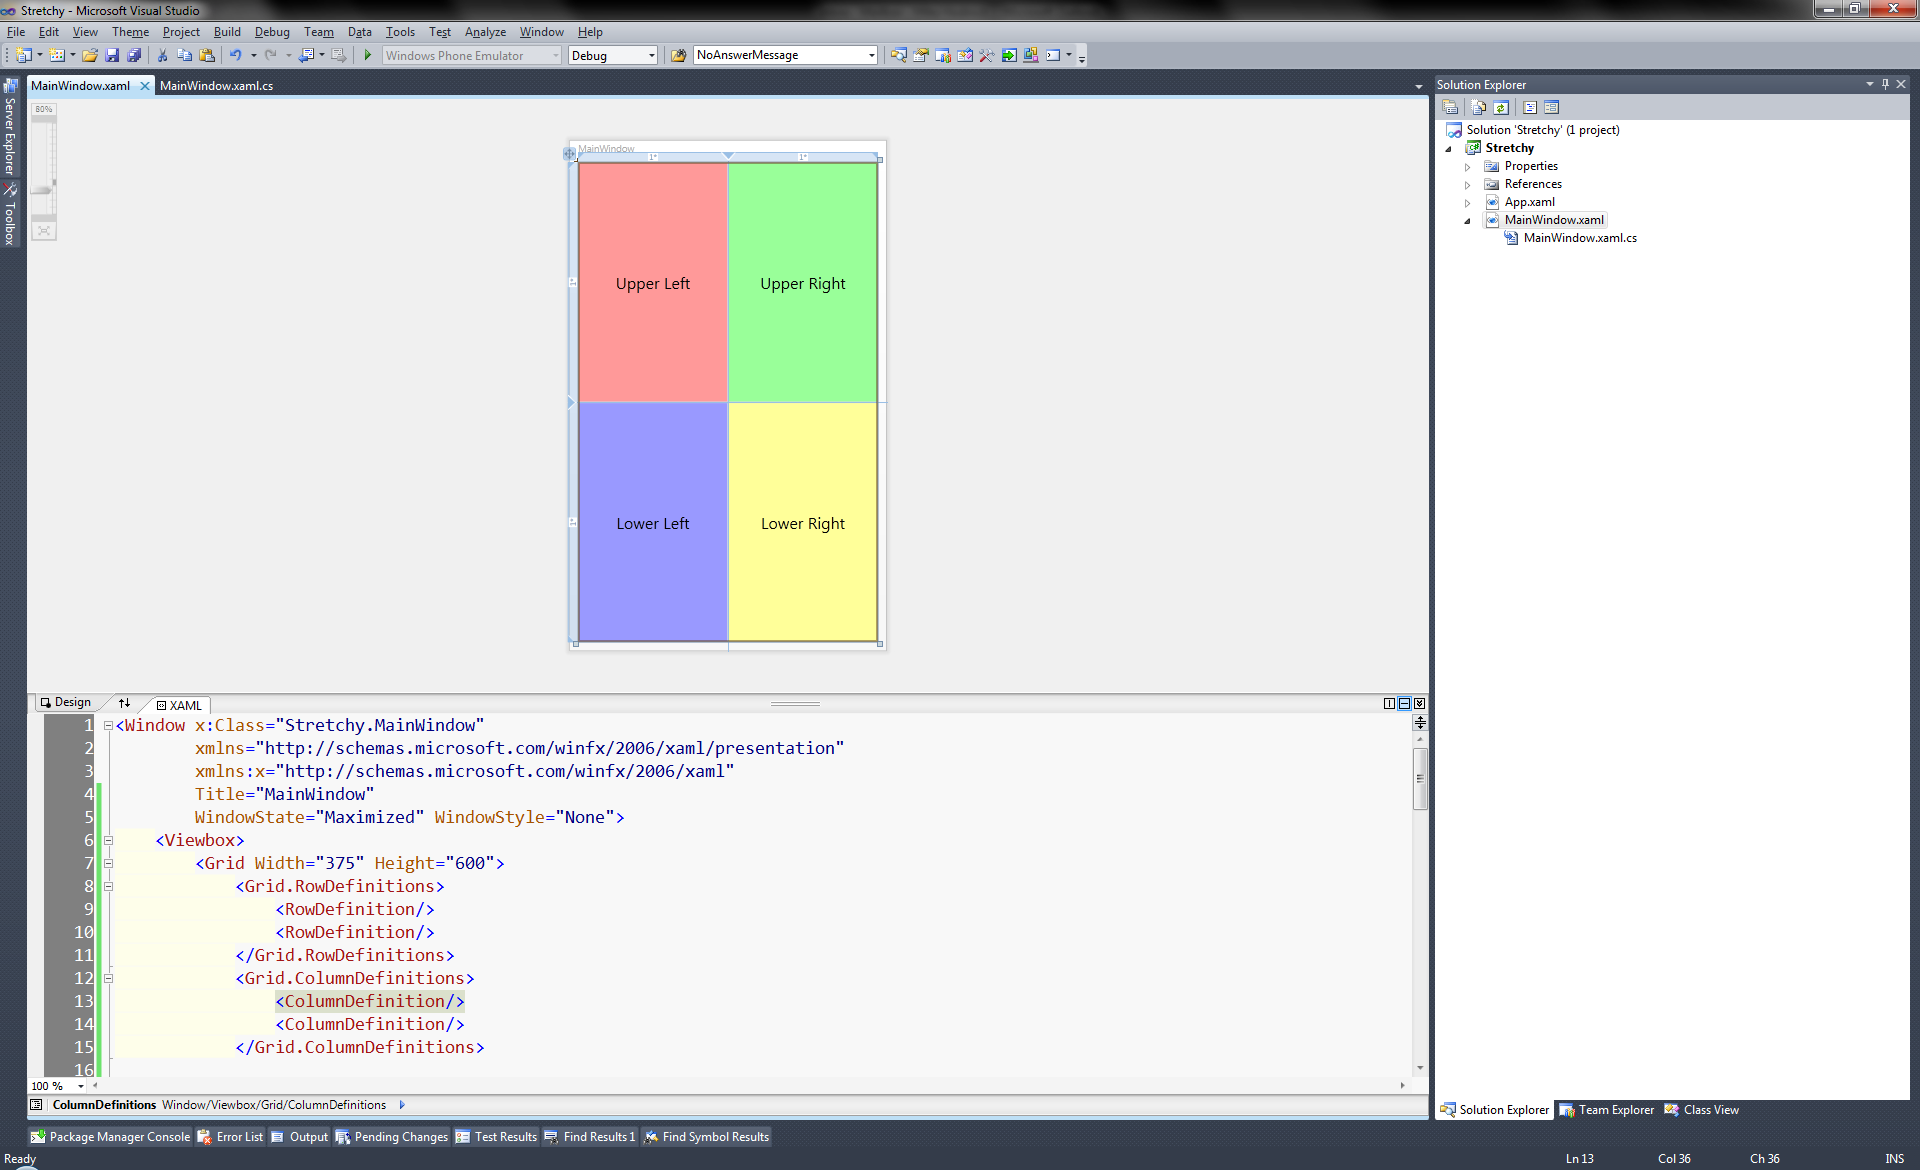 Stretchy - Microsoft Visual Studio
File Edit View Theme Project Build Debug Team Data Tools Test Analyze Window Help
Windows Phone Emulator Debug NoAnswerMessage
MainWindow.xaml MainWindow.xaml.cs
Server Explorer
Toolbox
80%
MainWindow
1* 1*
1*
1*
Upper Left Upper Right
Lower Left Lower Right
Design XAML
1 <Window x:Class="Stretchy.MainWindow"
2 xmlns="http://schemas.microsoft.com/winfx/2006/xaml/presentation"
3 xmlns:x="http://schemas.microsoft.com/winfx/2006/xaml"
4 Title="MainWindow"
5 WindowState="Maximized" WindowStyle="None">
6 <Viewbox>
7 <Grid Width="375" Height="600">
8 <Grid.RowDefinitions>
9 <RowDefinition/>
10 <RowDefinition/>
11 </Grid.RowDefinitions>
12 <Grid.ColumnDefinitions>
13 <ColumnDefinition/>
14 <ColumnDefinition/>
15 </Grid.ColumnDefinitions>
16
100 %
ColumnDefinitions Window/Viewbox/Grid/ColumnDefinitions
Solution Explorer
Solution 'Stretchy' (1 project)
Stretchy
Properties
References
App.xaml
MainWindow.xaml
MainWindow.xaml.cs
Solution Explorer Team Explorer Class View
Package Manager Console Error List Output Pending Changes Test Results Find Results 1 Find Symbol Results
Ready Ln 13 Col 36 Ch 36 INS